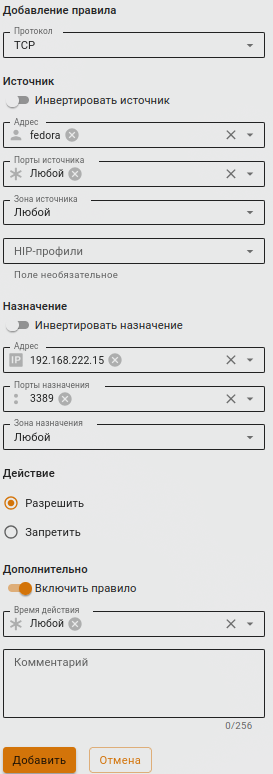 Добавление правила
Протокол
TCP
Источник
Инвертировать источник
Адрес
fedora
Порты источника
Любой
Зона источника
Любой
HIP-профили
Поле необязательное
Назначение
Инвертировать назначение
Адрес
IP 192.168.222.15
Порты назначения
3389
Зона назначения
Любой
Действие
Разрешить
Запретить
Дополнительно
Включить правило
Время действия
Любой
Комментарий
0/256
Добавить Отмена